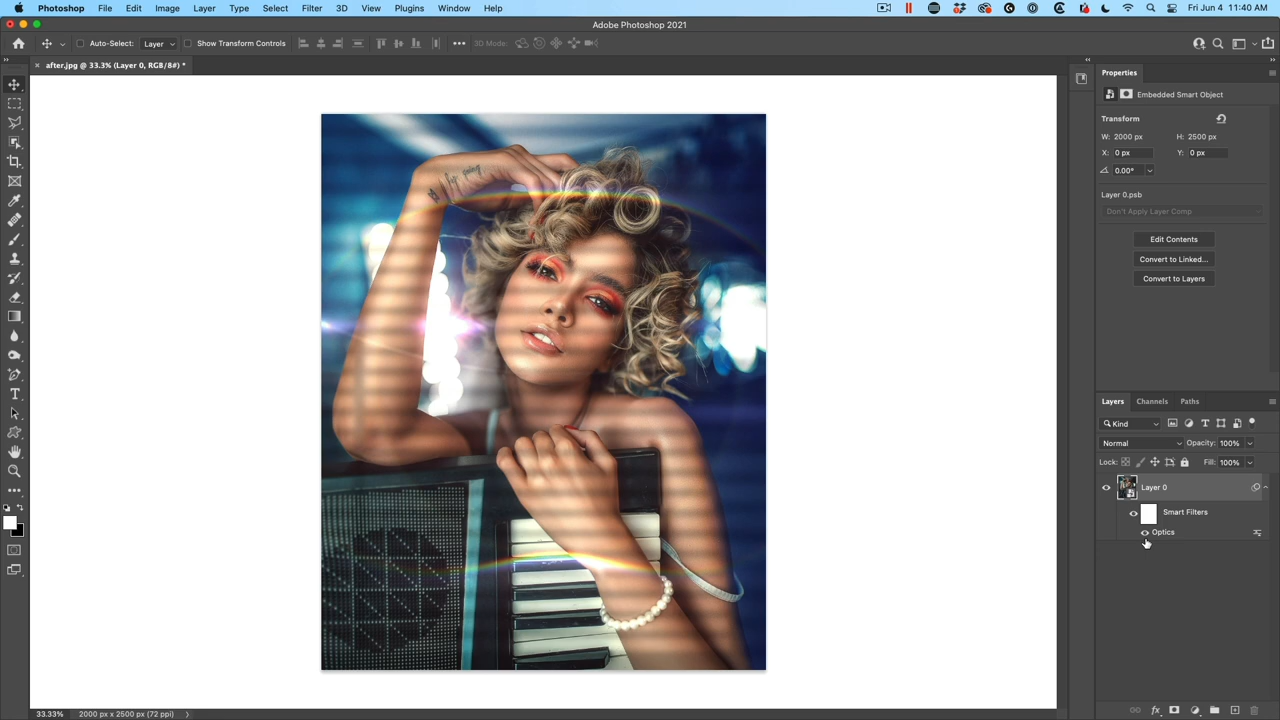 Photoshop File Edit Image Layer Type Select Filter 3D View Plugins Window Help Fri Jun 4 11:40 AM
Adobe Photoshop 2021
Auto-Select: Layer Show Transform Controls 3D Mode:
after.jpg @ 33.3% (Layer 0, RGB/8#) *
Properties
Embedded Smart Object
Transform
W: 2000 px H: 2500 px
X: 0 px Y: 0 px
0.00°
Layer 0.psb
Don't Apply Layer Comp
Edit Contents
Convert to Linked...
Convert to Layers
Layers Channels Paths
Kind
Normal Opacity: 100%
Lock: Fill: 100%
Layer 0
Smart Filters
Optics
33.33% 2000 px x 2500 px (72 ppi)